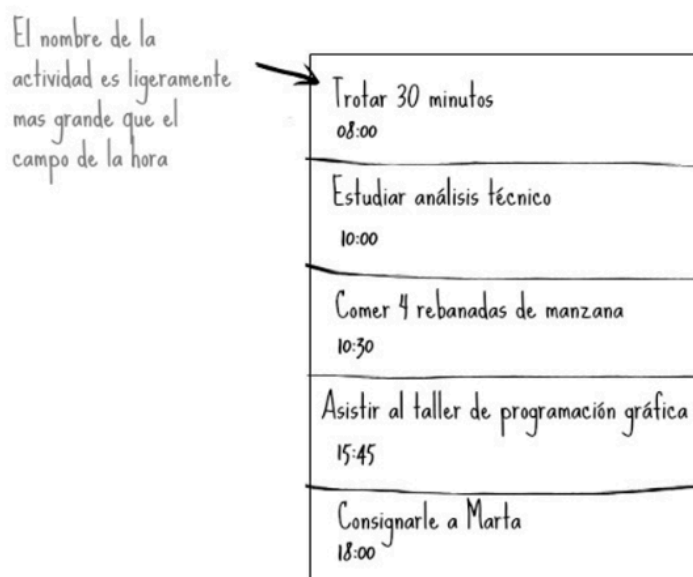 El nombre de la
actividad es ligeramente
mas grande que el
campo de la hora
Trotar 30 minutos
08:00
Estudiar análisis técnico
10:00
Comer 4 rebanadas de manzana
10:30
Asistir al taller de programación gráfica
15:45
Consignarle a Marta
18:00